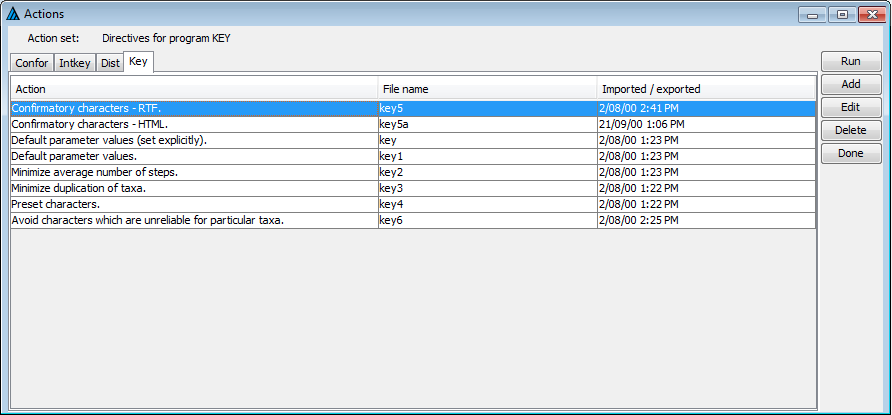 Actions
Action set: Directives for program KEY
Confor Intkey Dist Key
Action File name Imported / exported
Confirmatory characters - RTF. key5 2/08/00 2:41 PM
Confirmatory characters - HTML. key5a 21/09/00 1:06 PM
Default parameter values (set explicitly). key 2/08/00 1:23 PM
Default parameter values. key1 2/08/00 1:23 PM
Minimize average number of steps. key2 2/08/00 1:23 PM
Minimize duplication of taxa. key3 2/08/00 1:22 PM
Preset characters. key4 2/08/00 1:22 PM
Avoid characters which are unreliable for particular taxa. key6 2/08/00 2:25 PM
Run
Add
Edit
Delete
Done